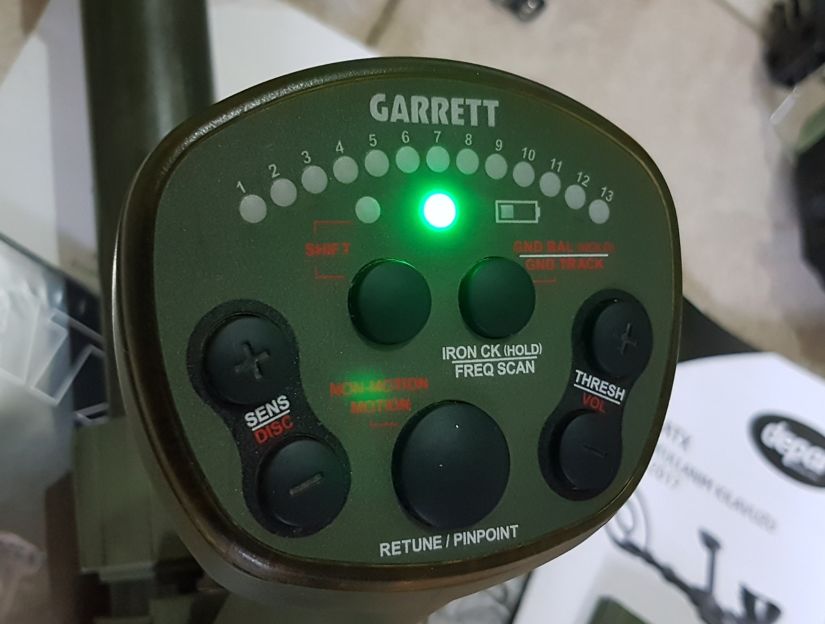 GARRETT
1 2 3 4 5 6 7 8 9 10 11 12 13
SHIFT
GND BAL (HOLD)
GND TRACK
IRON CK (HOLD)
FREQ SCAN
NON-MOTION
MOTION
SENS
DISC
THRESH
VOL
RETUNE / PINPOINT
depar